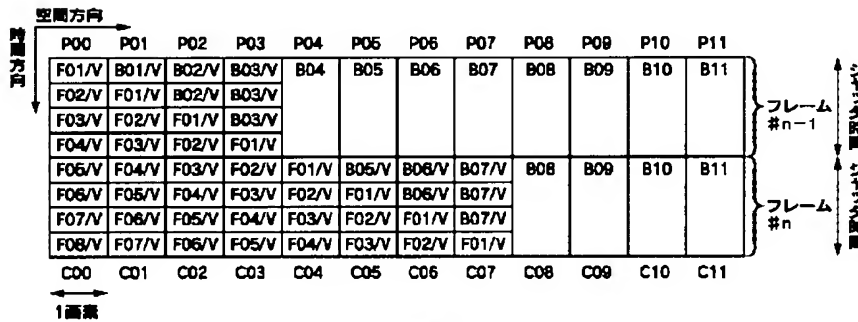 空間方向
時間方向
P00 P01 P02 P03 P04 P05 P06 P07 P08 P09 P10 P11
F01/V B01/V B02/V B03/V B04 B05 B06 B07 B08 B09 B10 B11
F02/V F01/V B02/V B03/V
F03/V F02/V F01/V B03/V
F04/V F03/V F02/V F01/V
フレーム
#n-1
F05/V F04/V F03/V F02/V F01/V B05/V B06/V B07/V B08 B09 B10 B11
F06/V F05/V F04/V F03/V F02/V F01/V B06/V B07/V
F07/V F06/V F05/V F04/V F03/V F02/V F01/V B07/V
F08/V F07/V F06/V F05/V F04/V F03/V F02/V F01/V
フレーム
#n
C00 C01 C02 C03 C04 C05 C06 C07 C08 C09 C10 C11
1画素